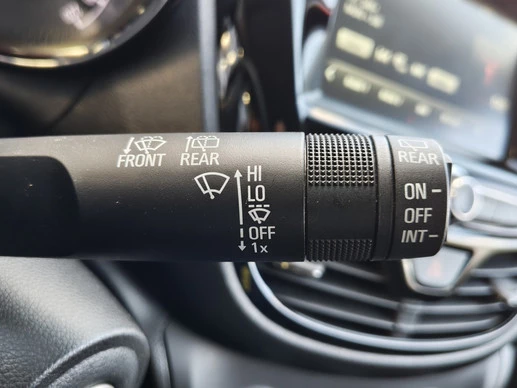 FRONT REAR
HI
LO
OFF
1x
REAR
ON
OFF
INT